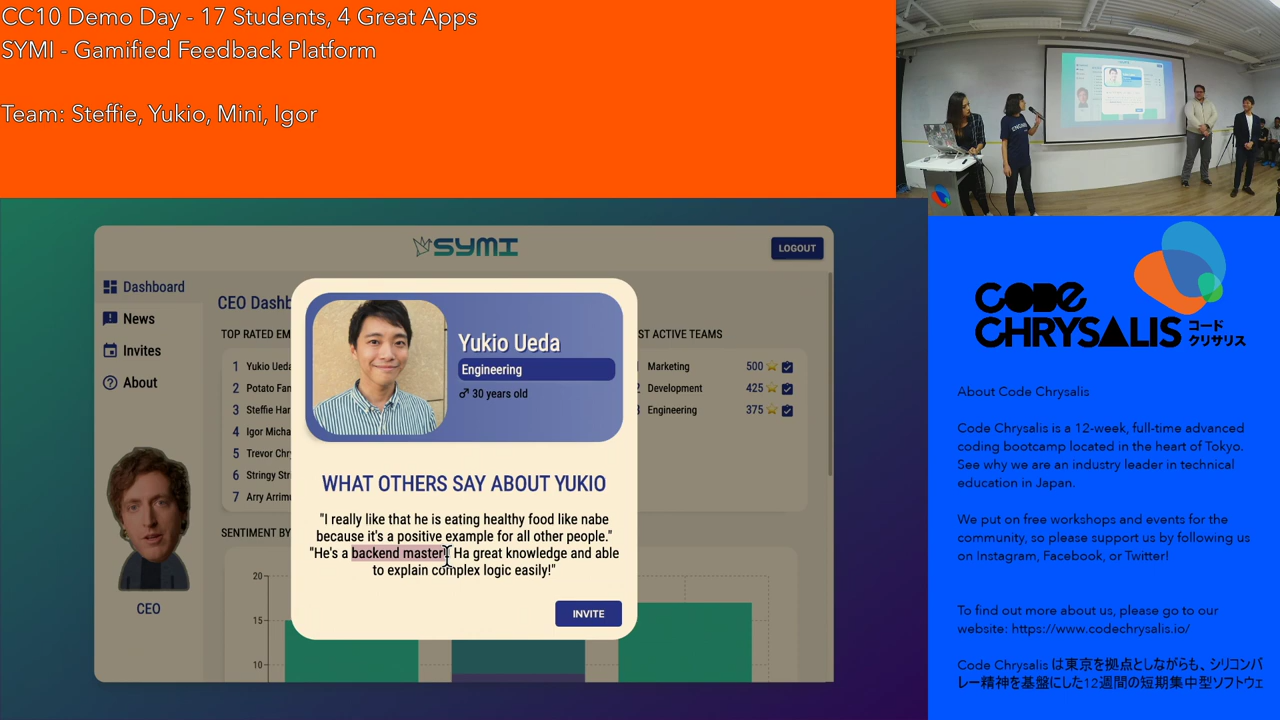 CC10 Demo Day - 17 Students, 4 Great Apps
SYMI - Gamified Feedback Platform
Team: Steffie, Yukio, Mini, Igor
SYMI
LOGOUT
Dashboard
News
Invites
About
CEO
CEO Dashb
TOP RATED EM
1 Yukio Ueda
2 Potato Fan
3 Steffie Har
4 Igor Micha
5 Trevor Chr
6 Stringy Stri
7 Arry Arrim
ST ACTIVE TEAMS
Marketing 500
2 Development 425
3 Engineering 375
SENTIMENT BY
20
15
10
Yukio Ueda
Engineering
♂ 30 years old
WHAT OTHERS SAY ABOUT YUKIO
"I really like that he is eating healthy food like nabe
because it's a positive example for all other people."
"He's a backend master! Ha great knowledge and able
to explain complex logic easily!"
INVITE
CODE
CHRYSALIS コード
クリサリス
About Code Chrysalis
Code Chrysalis is a 12-week, full-time advanced
coding bootcamp located in the heart of Tokyo.
See why we are an industry leader in technical
education in Japan.
We put on free workshops and events for the
community, so please support us by following us
on Instagram, Facebook, or Twitter!
To find out more about us, please go to our
website: https://www.codechrysalis.io/
Code Chrysalis は東京を拠点としながらも、シリコンバ
レー精神を基盤にした12週間の短期集中型ソフトウェ